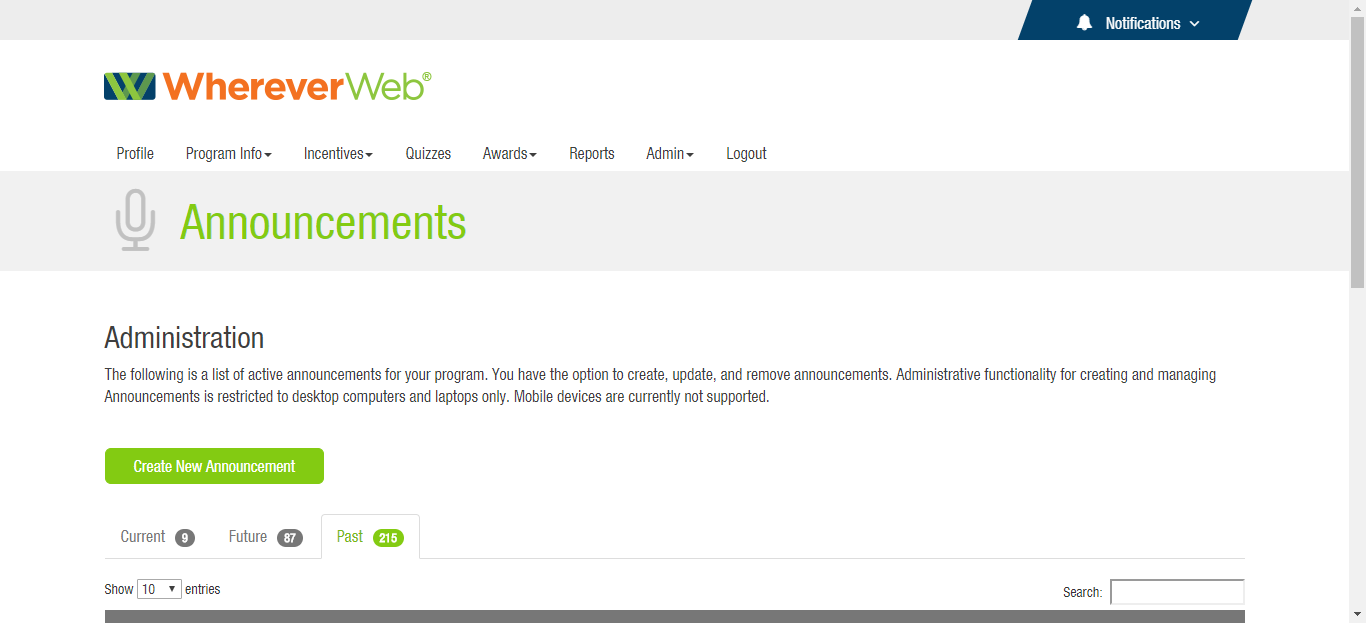 Notifications
WhereverWeb®
Profile Program Info Incentives Quizzes Awards Reports Admin Logout
Announcements
Administration
The following is a list of active announcements for your program. You have the option to create, update, and remove announcements. Administrative functionality for creating and managing
Announcements is restricted to desktop computers and laptops only. Mobile devices are currently not supported.
Create New Announcement
Current 9 Future 87 Past 215
Show 10 entries Search: